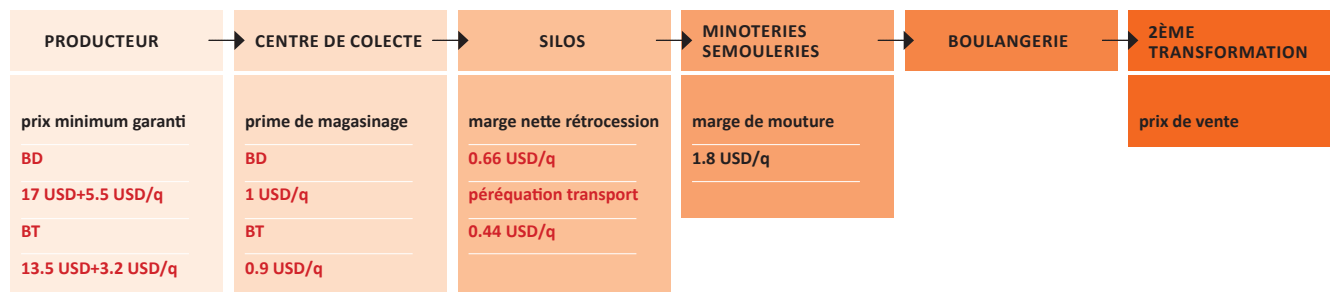 PRODUCTEUR
CENTRE DE COLECTE
SILOS
MINOTERIES
SEMOULERIES
BOULANGERIE
2ÈME
TRANSFORMATION
prix minimum garanti
BD
17 USD+5.5 USD/q
BT
13.5 USD+3.2 USD/q
prime de magasinage
BD
1 USD/q
BT
0.9 USD/q
marge nette rétrocession
0.66 USD/q
péréquation transport
0.44 USD/q
marge de mouture
1.8 USD/q
prix de vente